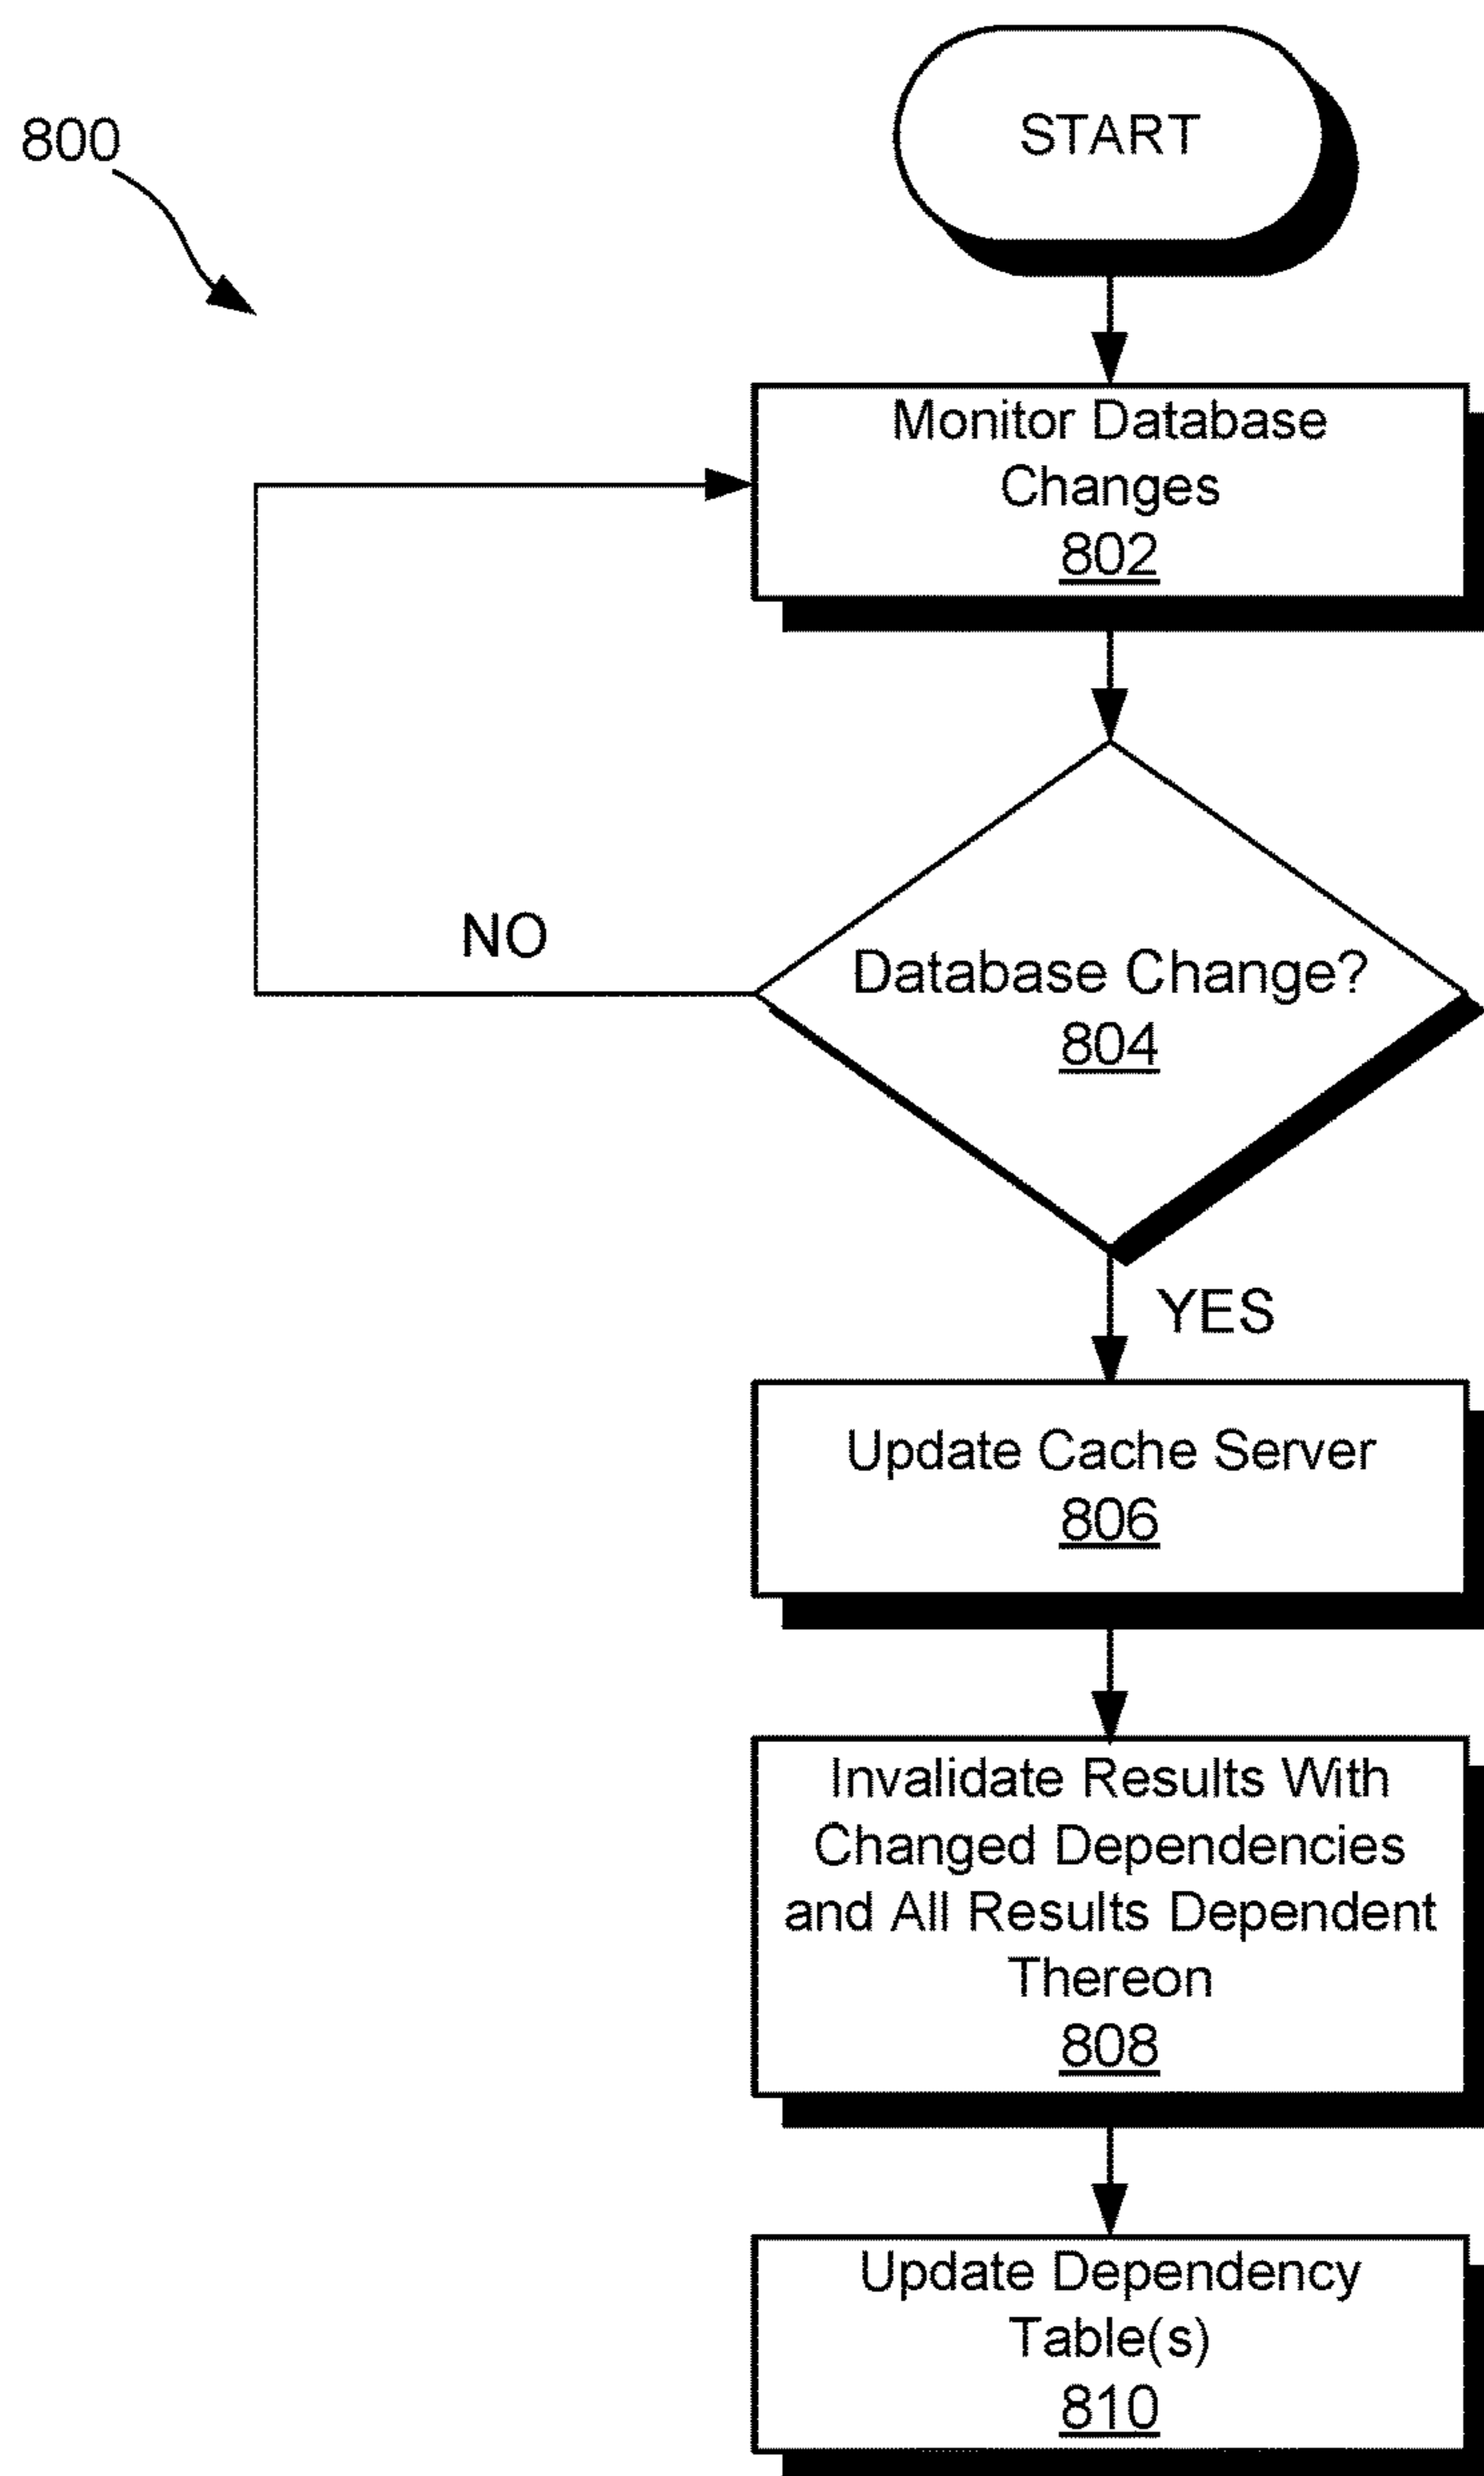 800
START
Monitor Database
Changes
802
NO
Database Change?
804
YES
Update Cache Server
806
Invalidate Results With
Changed Dependencies
and All Results Dependent
Thereon
808
Update Dependency
Table(s)
810